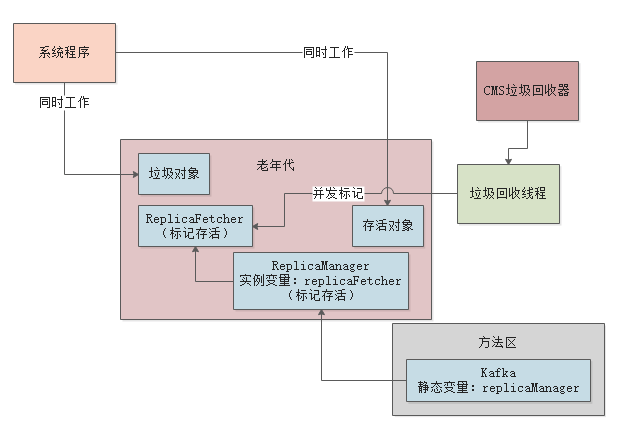 系统程序
同时工作
同时工作
CMS垃圾回收器
老年代
垃圾对象
并发标记
垃圾回收线程
ReplicaFetcher
（标记存活）
存活对象
ReplicaManager
实例变量：replicaFetcher
（标记存活）
方法区
Kafka
静态变量：replicaManager